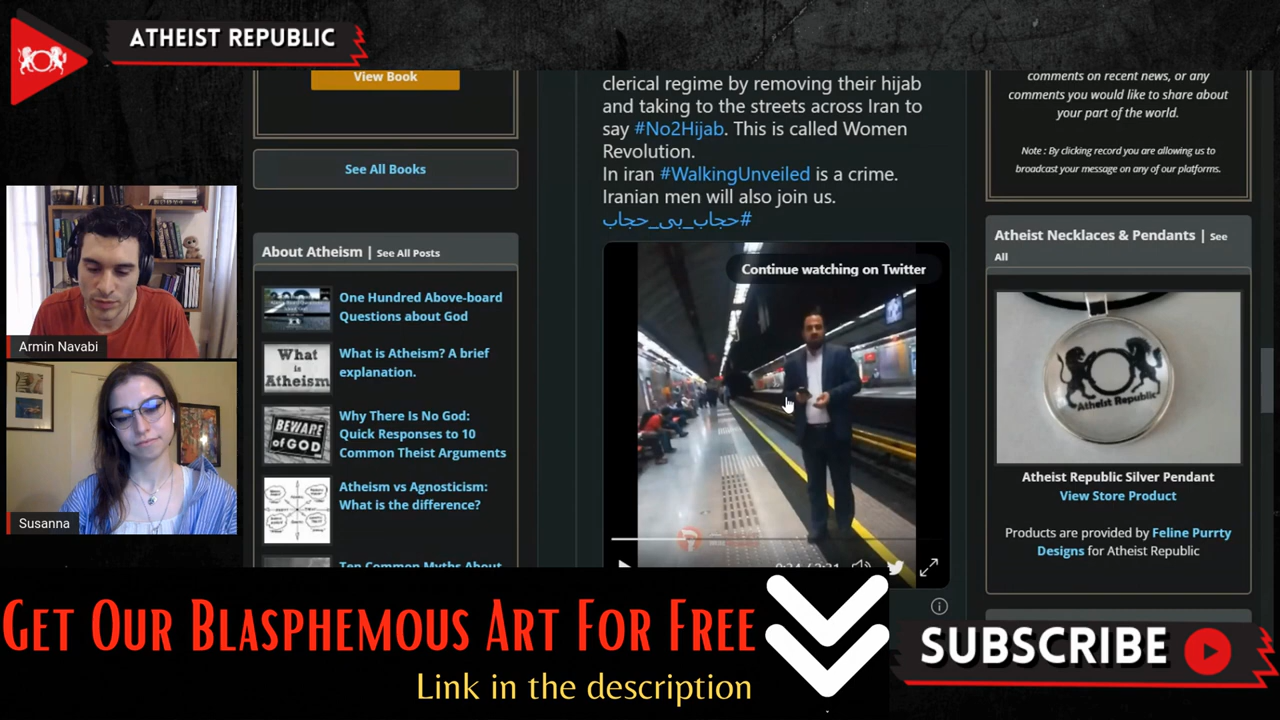 ATHEIST REPUBLIC
View Book
See All Books
About Atheism | See All Posts
One Hundred Above-board
Questions about God
What is Atheism? A brief
explanation.
What
is
Atheism
Why There Is No God:
Quick Responses to 10
Common Theist Arguments
BEWARE
of GOD
Atheism vs Agnosticism:
What is the difference?
Ten Common Myths About
clerical regime by removing their hijab
and taking to the streets across Iran to
say #No2Hijab. This is called Women
Revolution.
In iran #WalkingUnveiled is a crime.
Iranian men will also join us.
#حجاب_بی_حجاب
Continue watching on Twitter
comments on recent news, or any
comments you would like to share about
your part of the world.
Note : By clicking record you are allowing us to
broadcast your message on any of our platforms.
Atheist Necklaces & Pendants | See
All
Atheist Republic
Atheist Republic Silver Pendant
View Store Product
Products are provided by Feline Purrty
Designs for Atheist Republic
Armin Navabi
Susanna
GET OUR BLASPHEMOUS ART FOR FREE
Link in the description
SUBSCRIBE